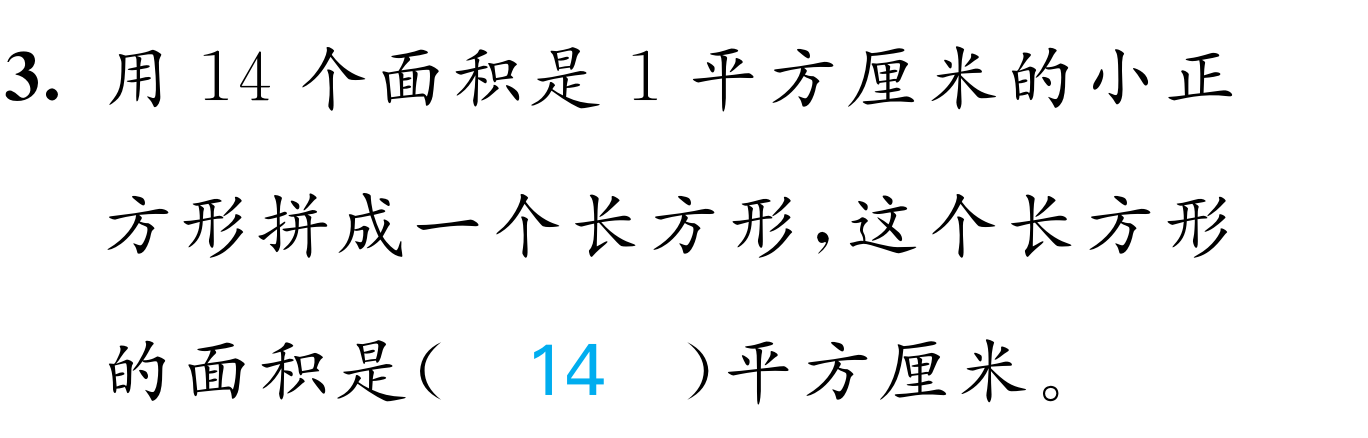 3. 用 14 个面积是 1 平方厘米的小正
方形拼成一个长方形,这个长方形
的面积是( 14 )平方厘米。